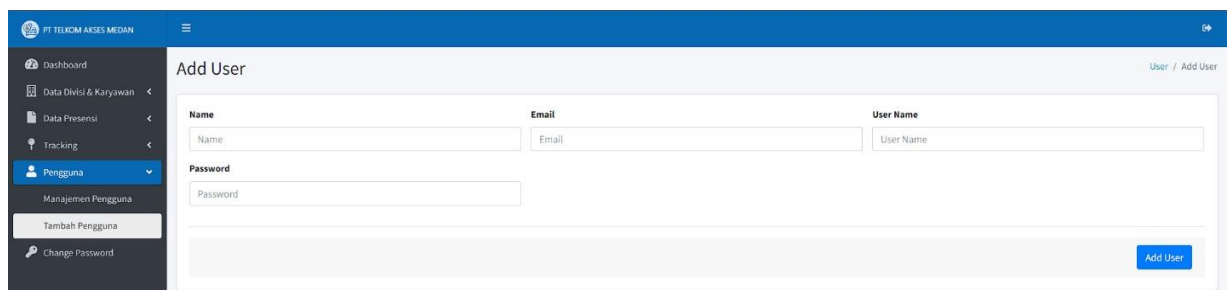 PT TELKOM AKSES MEDAN
Dashboard
Data Divisi & Karyawan
Data Presensi
Tracking
Pengguna
Manajemen Pengguna
Tambah Pengguna
Change Password
Add User
User / Add User
Name
Email
User Name
Name
Email
User Name
Password
Password
Add User